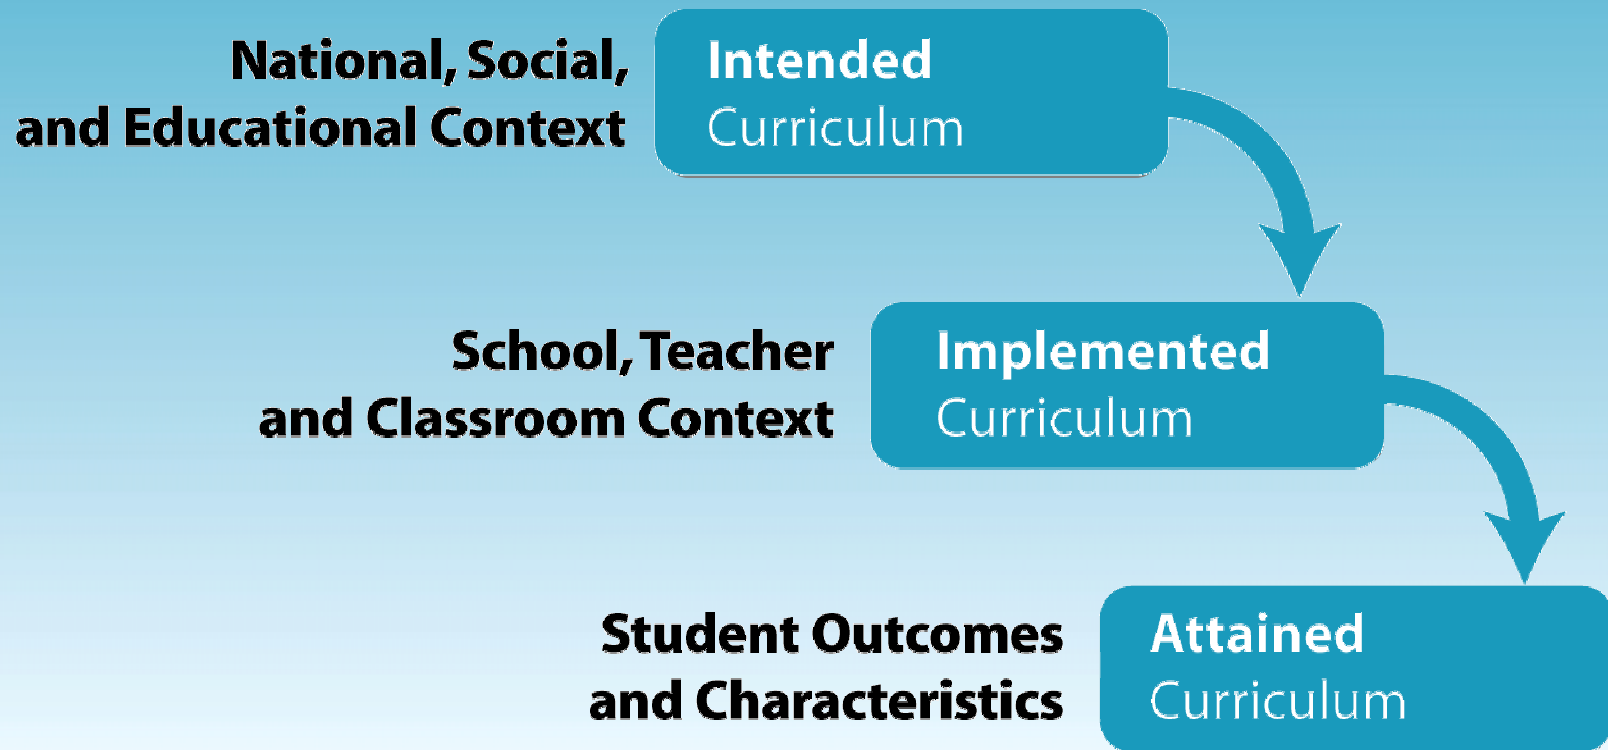 National, Social,
and Educational Context
Intended
Curriculum
School, Teacher
and Classroom Context
Implemented
Curriculum
Student Outcomes
and Characteristics
Attained
Curriculum